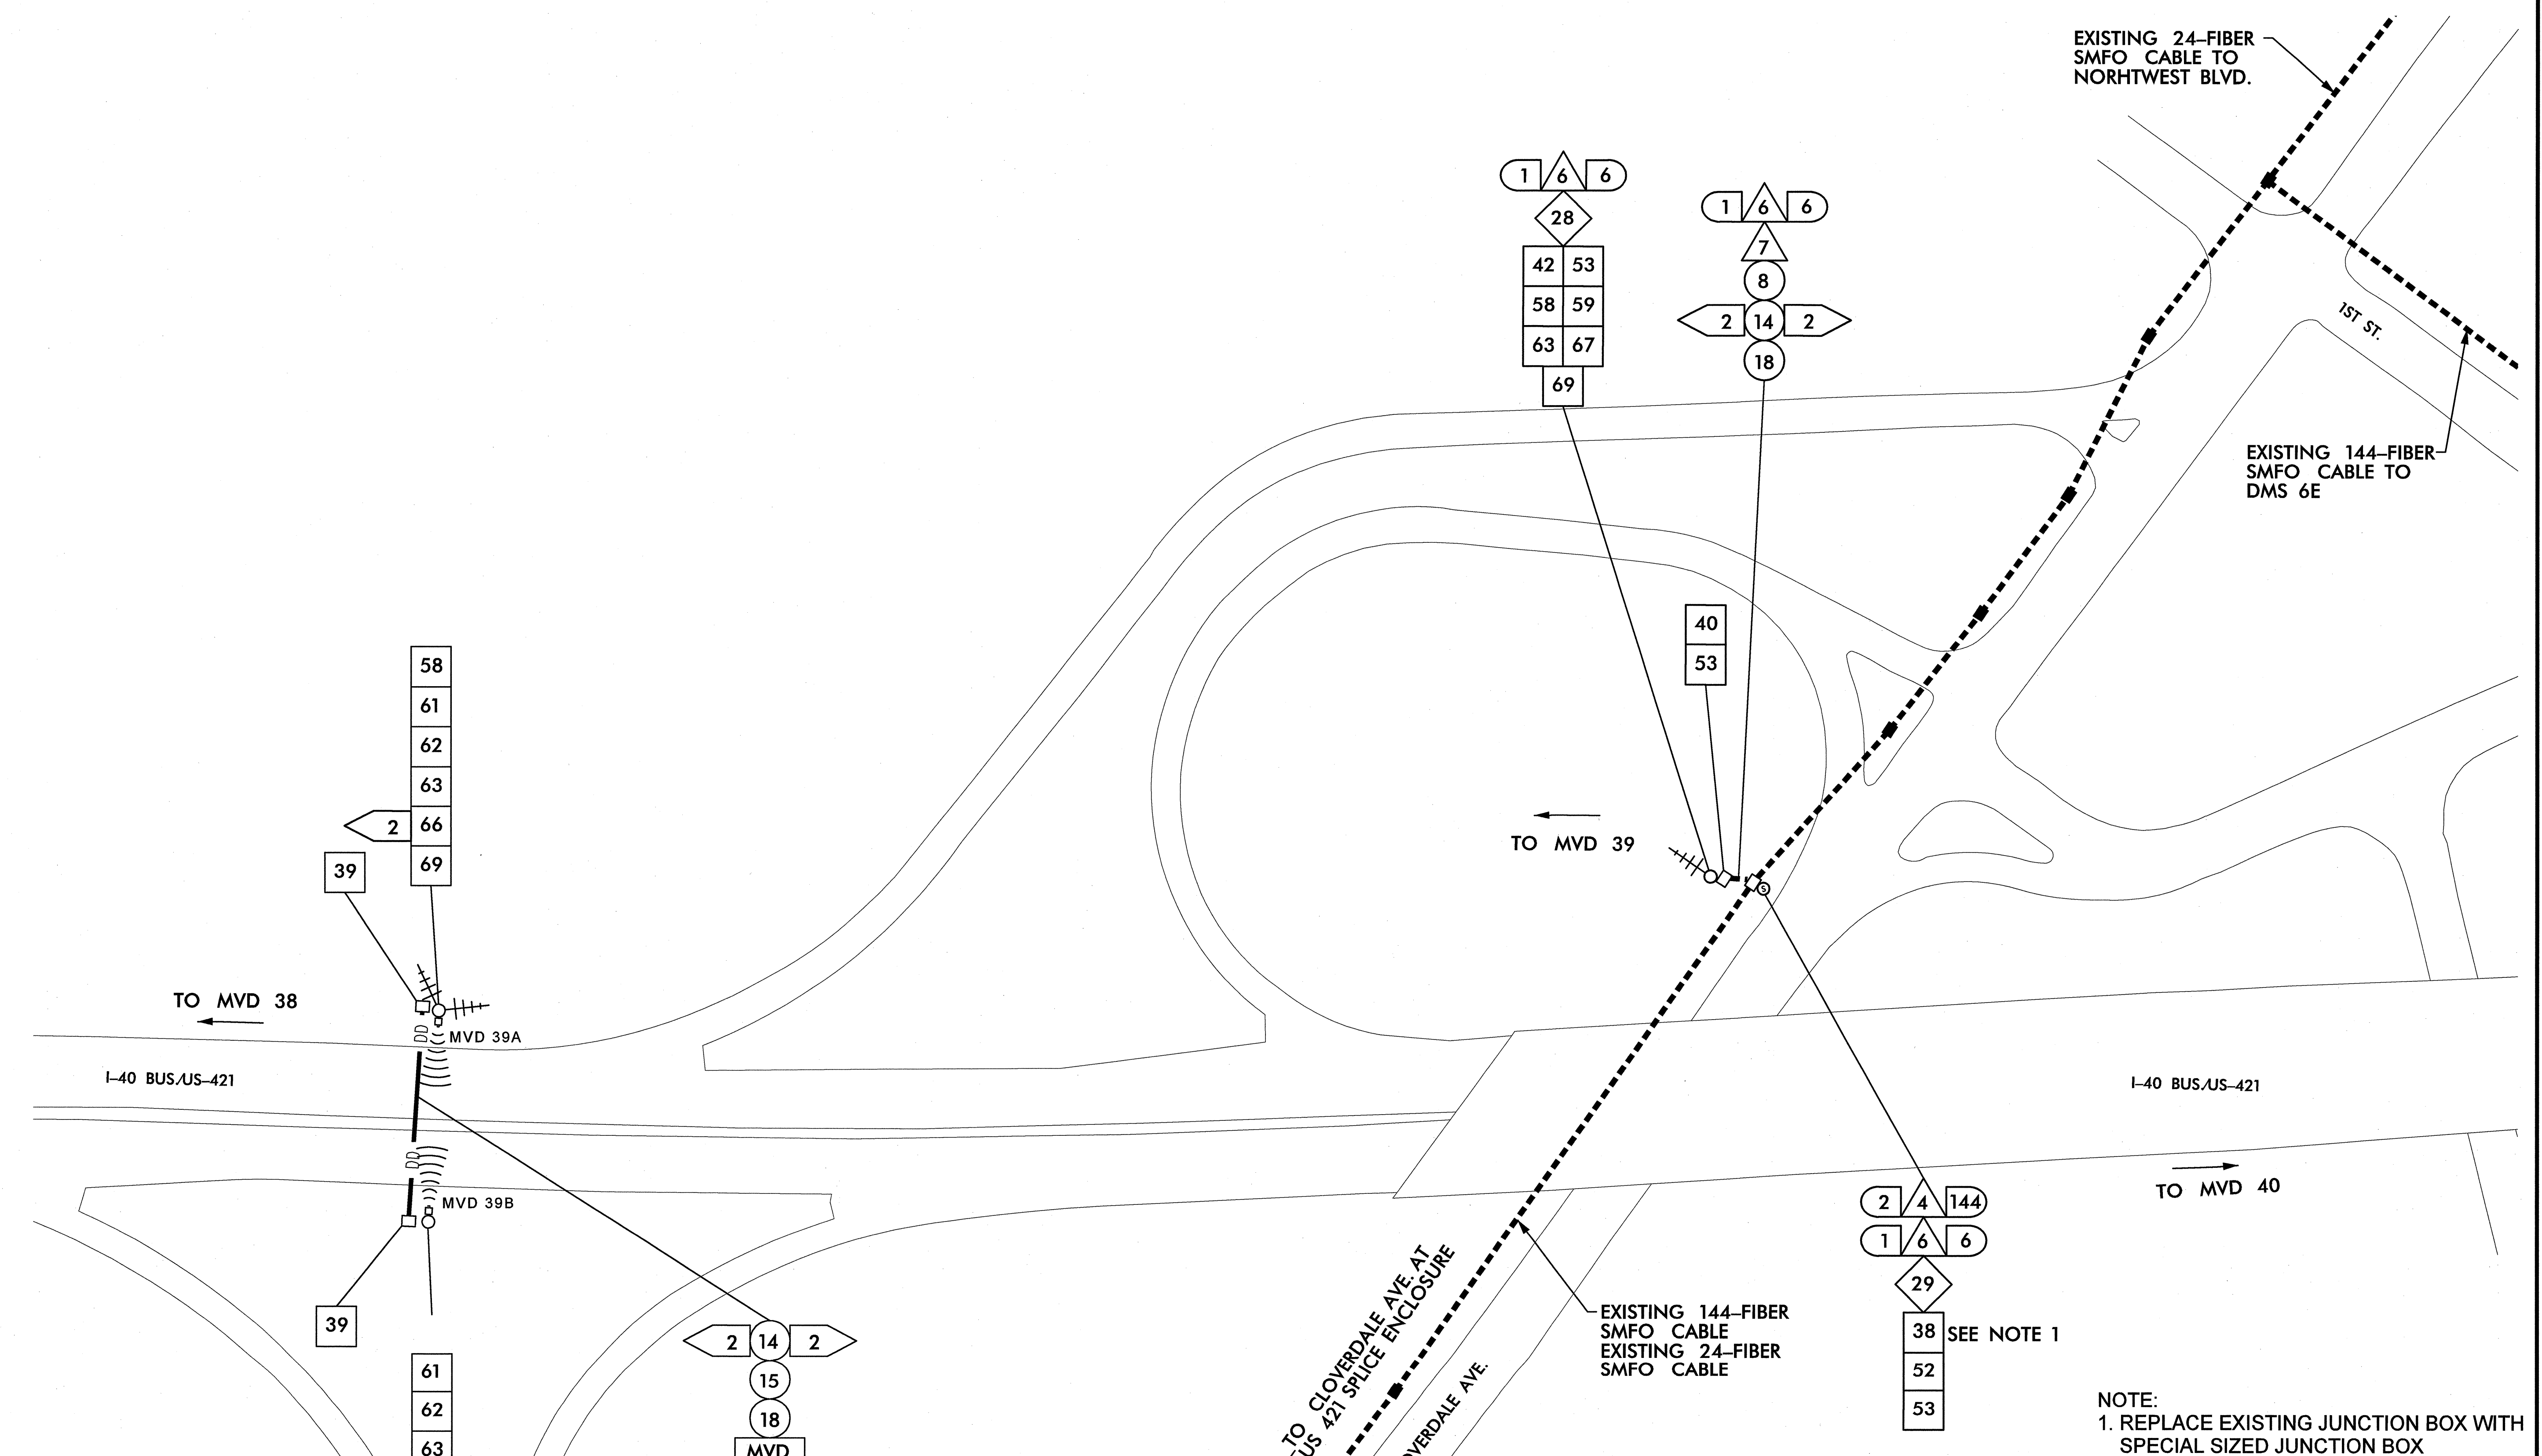 EXISTING 24–FIBER
SMFO CABLE TO
NORHTWEST BLVD.
1 6 6
28
42 53
58 59
63 67
69
1 6 6
7
8
2 14 2
18
1ST ST.
EXISTING 144–FIBER
SMFO CABLE TO
DMS 6E
40
53
58
61
62
63
2 66
69
39
TO MVD 39
S
TO MVD 38
MVD 39A
I–40 BUS./US–421
I–40 BUS./US–421
MVD 39B
TO MVD 40
39
2 4 144
1 6 6
29
38 SEE NOTE 1
52
53
TO CLOVERDALE AVE. AT
US 421 SPLICE ENCLOSURE
EXISTING 144–FIBER
SMFO CABLE
EXISTING 24–FIBER
SMFO CABLE
OVERDALE AVE.
2 14 2
15
18
MVD
61
62
63
NOTE:
1. REPLACE EXISTING JUNCTION BOX WITH
SPECIAL SIZED JUNCTION BOX